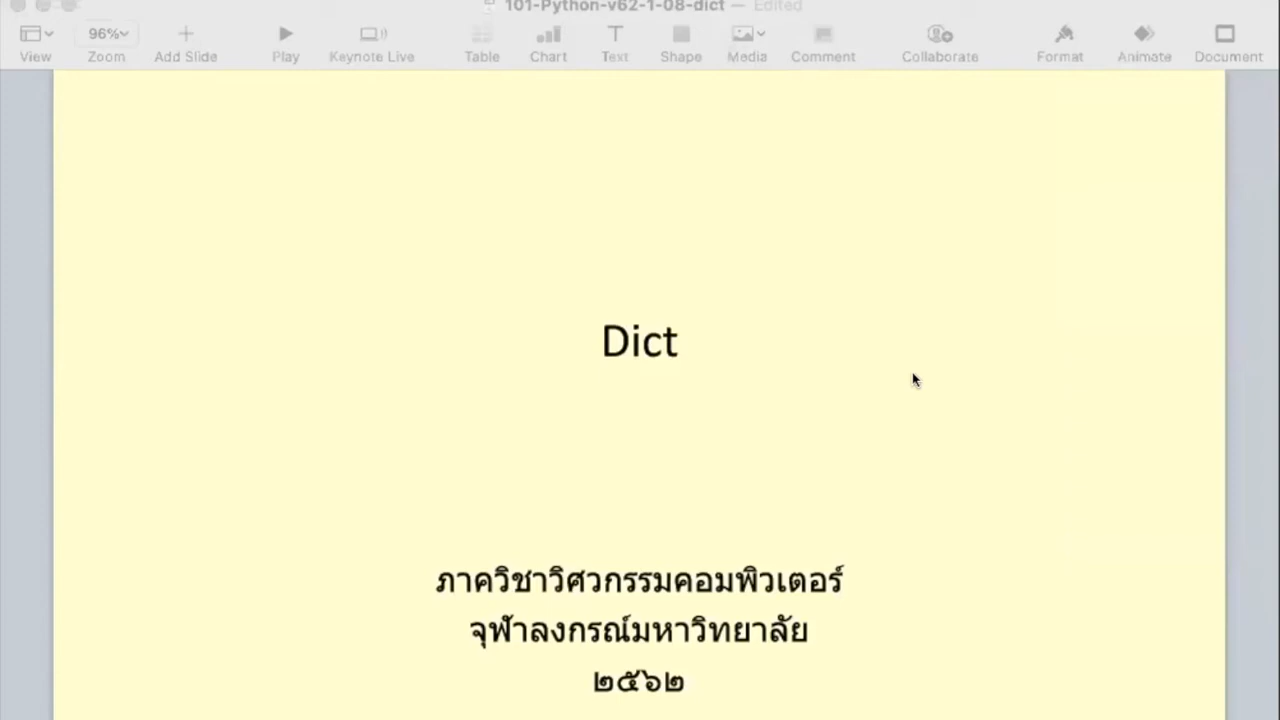 101-Python-v62-1-08-dict — Edited
96%
View Zoom Add Slide Play Keynote Live Table Chart Text Shape Media Comment Collaborate Format Animate Document
Dict
ภาควิชาวิศวกรรมคอมพิวเตอร์
จุฬาลงกรณ์มหาวิทยาลัย
๒๕๖๒